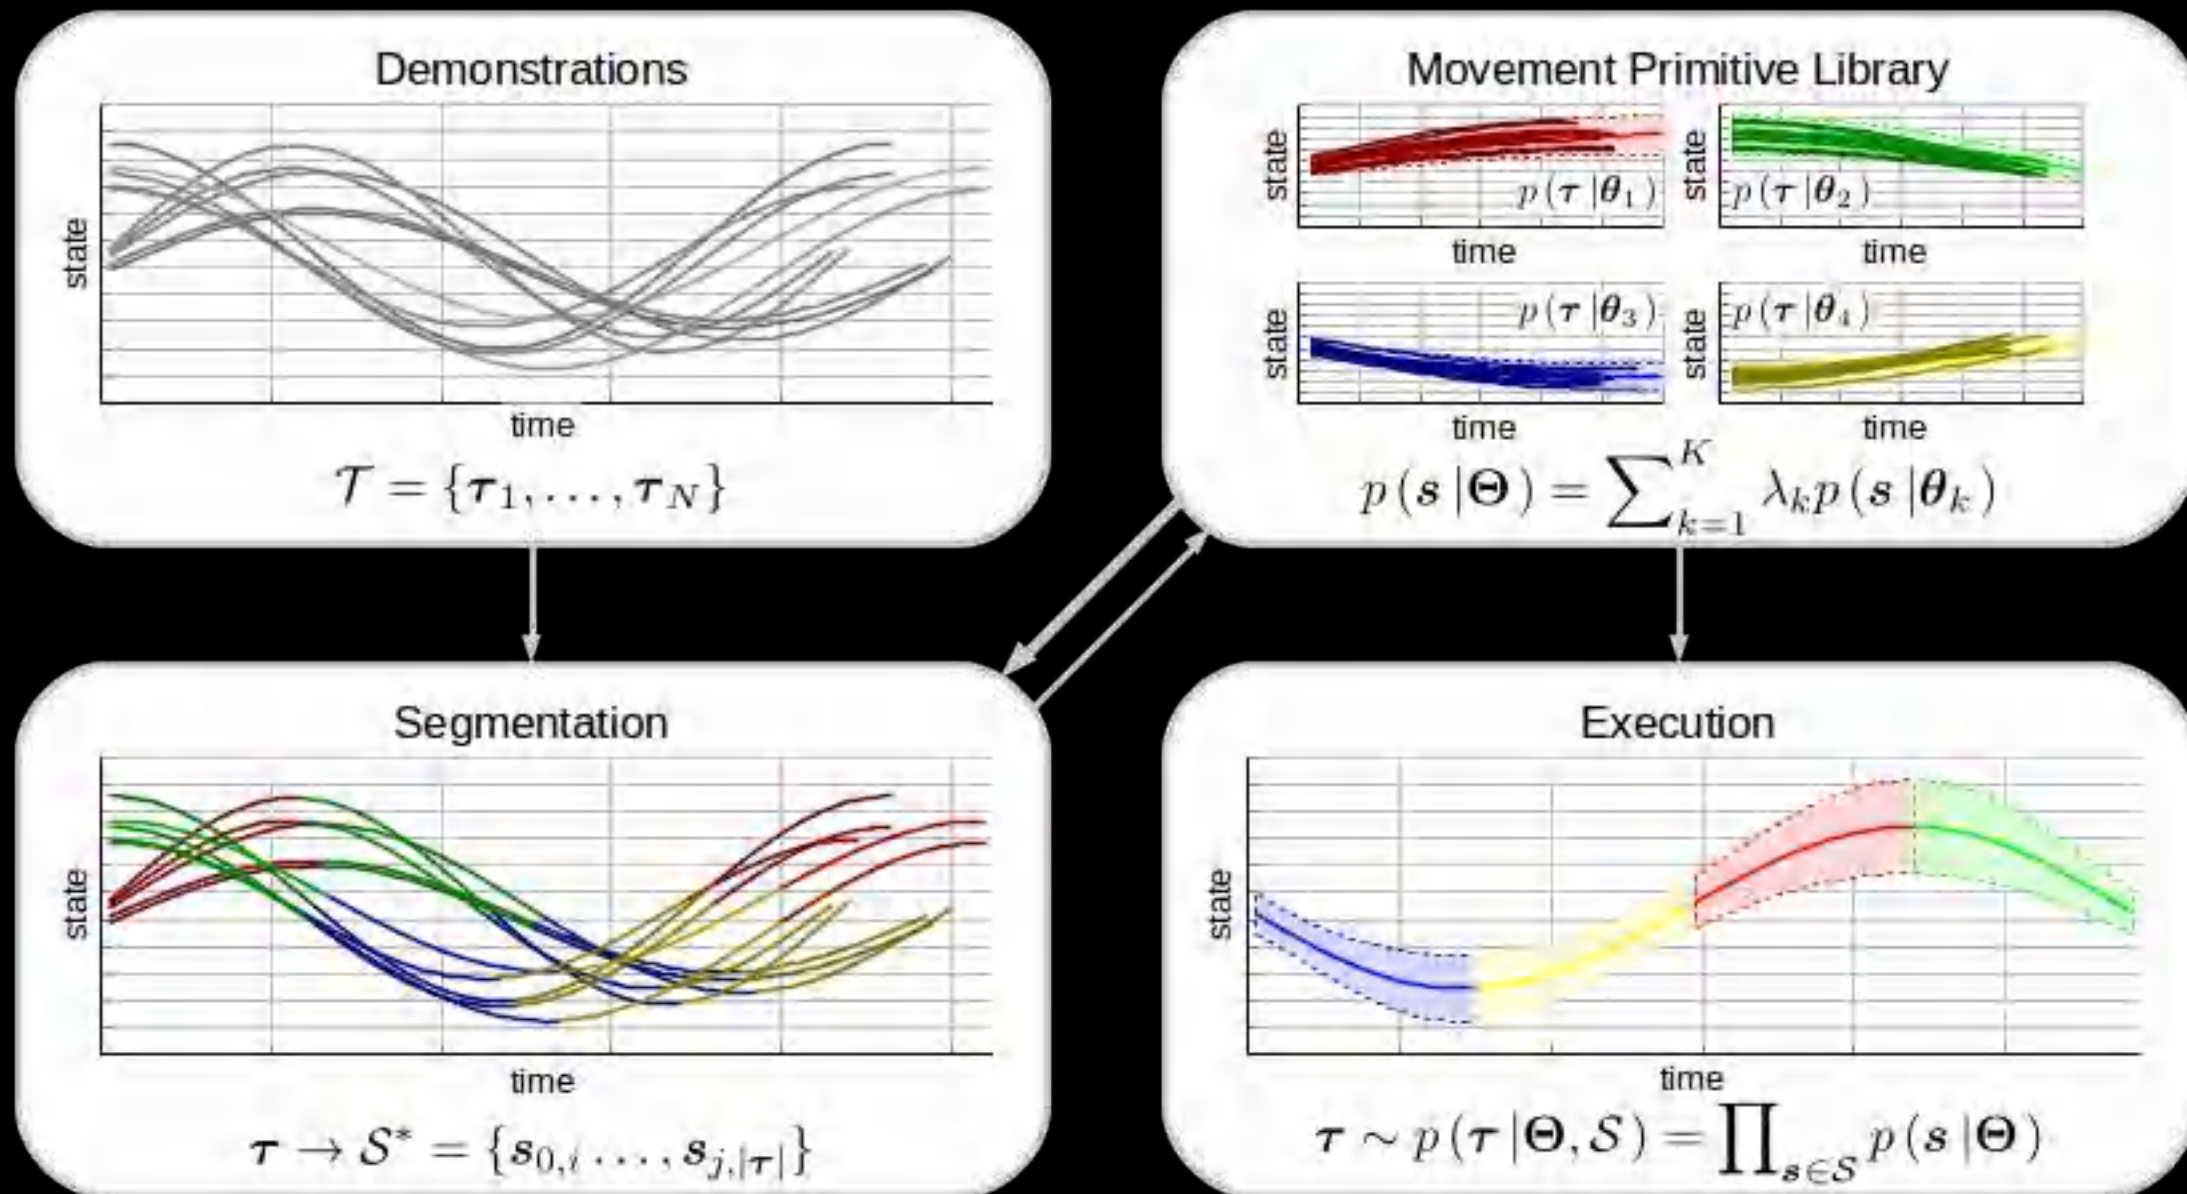 Demonstrations
state
time
𝒯 = {τ₁, . . . , τ_N}
Movement Primitive Library
state
p(τ|θ₁)
time
state
p(τ|θ₂)
time
state
p(τ|θ₃)
time
state
p(τ|θ₄)
time
p(s|Θ) = ∑_{k=1}^{K} λ_k p(s|θ_k)
Segmentation
state
time
τ → 𝒮* = {s_{0,i} . . . , s_{j,|τ|}}
Execution
state
time
τ ∼ p(τ|Θ, 𝒮) = ∏_{s∈𝒮} p(s|Θ)